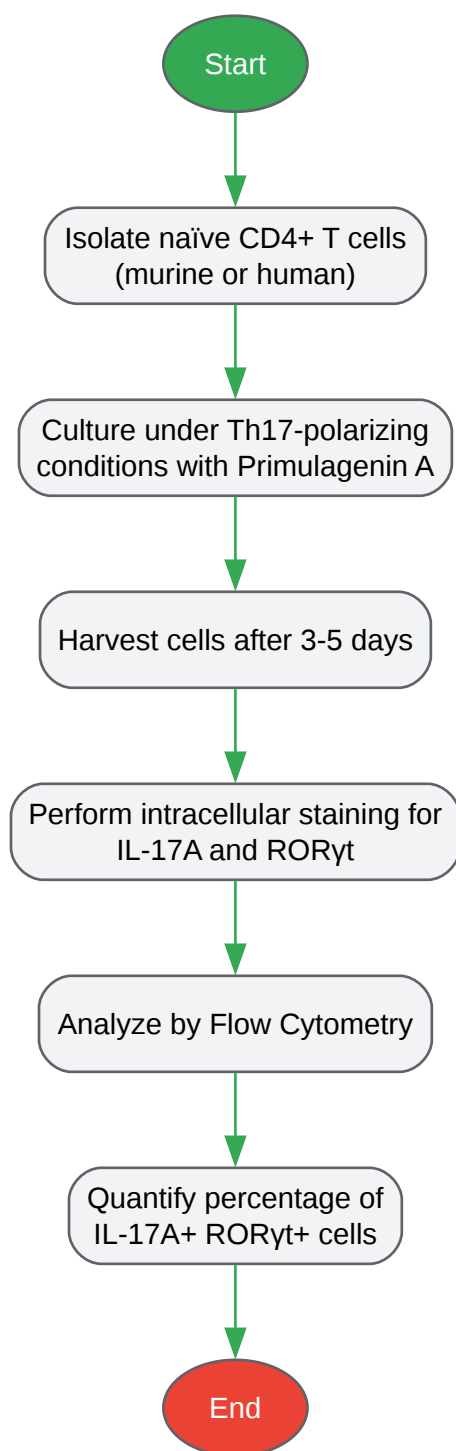 Start
Isolate naïve CD4+ T cells
(murine or human)
Culture under Th17-polarizing
conditions with Primulagenin A
Harvest cells after 3-5 days
Perform intracellular staining for
IL-17A and RORγt
Analyze by Flow Cytometry
Quantify percentage of
IL-17A+ RORγt+ cells
End